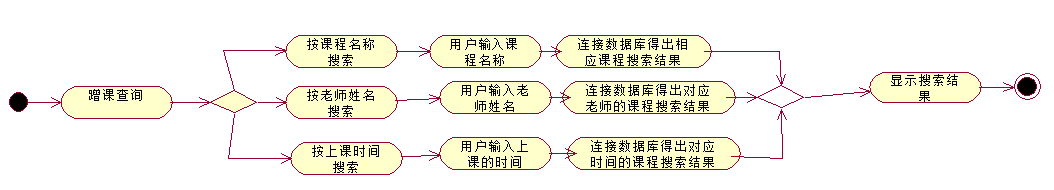 蹭课查询
按课程名称
搜索
用户输入课
程名称
连接数据库得出相
应课程搜索结果
按老师姓名
搜索
用户输入老
师姓名
连接数据库得出对应
老师的课程搜索结果
按上课时间
搜索
用户输入上
课的时间
连接数据库得出对应
时间的课程搜索结果
显示搜索结
果